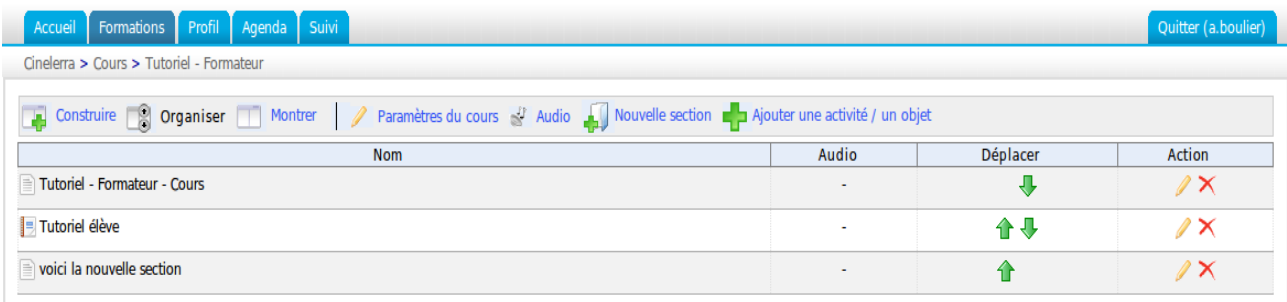 Accueil Formations Profil Agenda Suivi Quitter (a.boulier)
Cinelerra > Cours > Tutoriel - Formateur
Construire Organiser Montrer Paramètres du cours Audio Nouvelle section Ajouter une activité / un objet
Nom Audio Déplacer Action
Tutoriel - Formateur - Cours -
Tutoriel élève -
voici la nouvelle section -